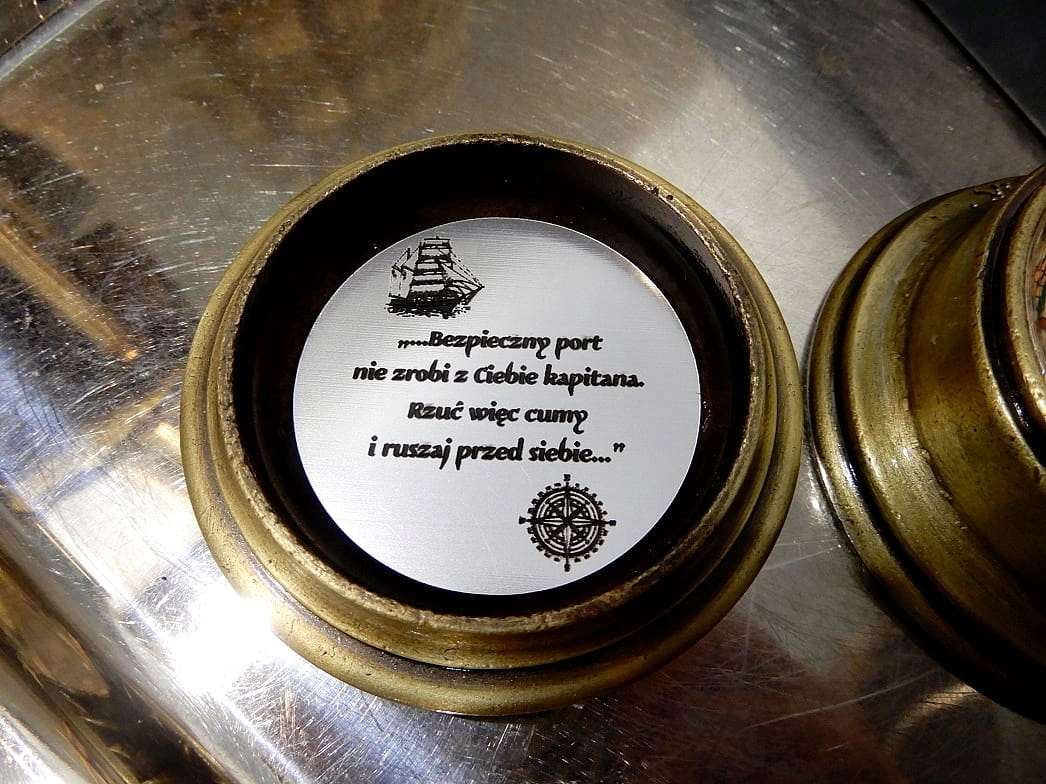 „...Bezpieczny port
nie zrobi z Ciebie kapitana.
Rzuć więc cumy
i ruszaj przed siebie...”